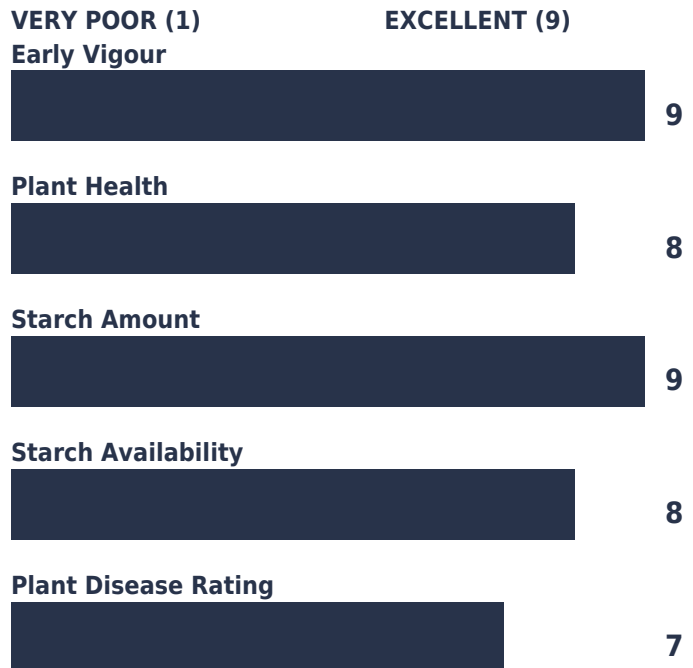 VERY POOR (1) EXCELLENT (9)
Early Vigour
9
Plant Health
8
Starch Amount
9
Starch Availability
8
Plant Disease Rating
7